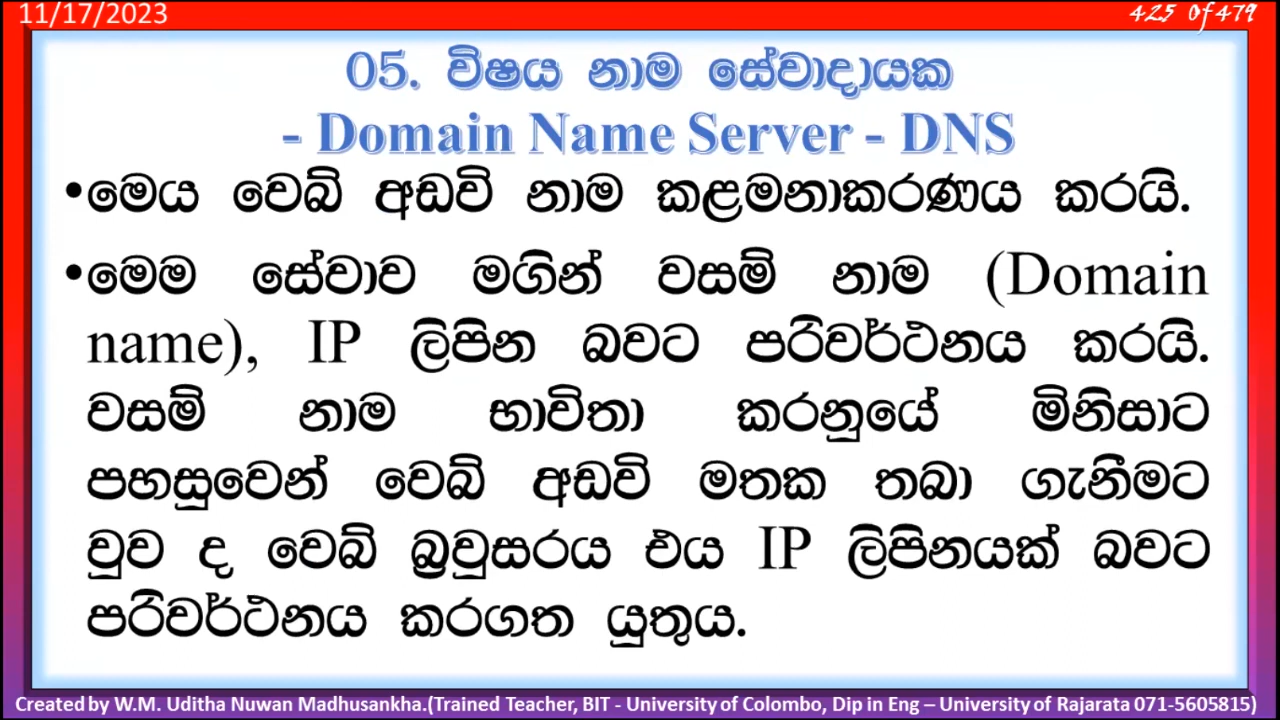 11/17/2023
425 Of 479
05. විෂය නාම සේවාදායක
- Domain Name Server - DNS
•මෙය වෙබ් අඩවි නාම කළමනාකරණය කරයි.
•මෙම සේවාව මගින් වසම් නාම (Domain
name), IP ලිපින බවට පරිවර්ථනය කරයි.
වසම් නාම භාවිතා කරනුයේ මිනිසාට
පහසුවෙන් වෙබ් අඩවි මතක තබා ගැනීමට
වුව ද වෙබ් බ්‍රවුසරය එය IP ලිපිනයක් බවට
පරිවර්ථනය කරගත යුතුය.
Created by W.M. Uditha Nuwan Madhusankha.(Trained Teacher, BIT - University of Colombo, Dip in Eng – University of Rajarata 071-5605815)